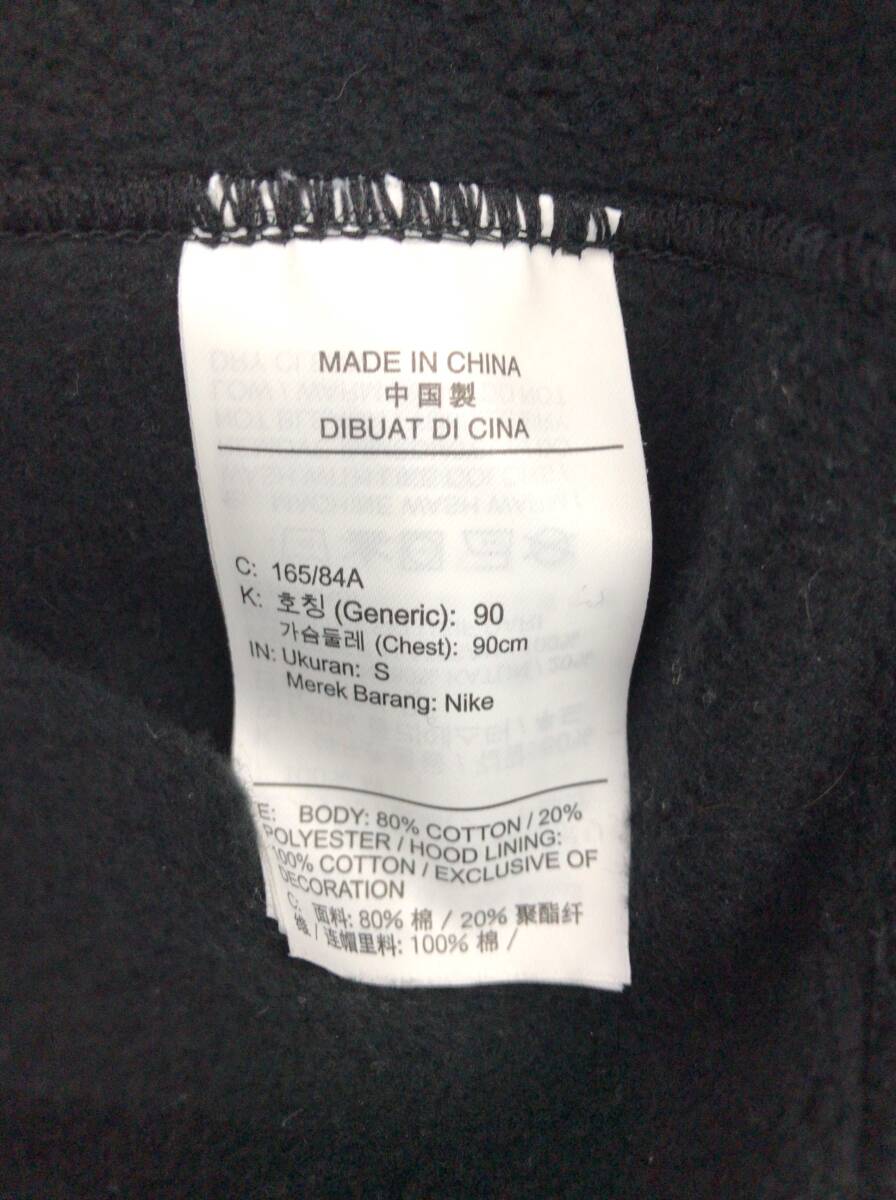 MADE IN CHINA
中国製
DIBUAT DI CINA
C: 165/84A
K: 호칭 (Generic): 90
가슴둘레 (Chest): 90cm
IN: Ukuran: S
Merek Barang: Nike
E: BODY: 80% COTTON / 20%
POLYESTER / HOOD LINING:
100% COTTON / EXCLUSIVE OF
DECORATION
C: 面料: 80% 棉 / 20% 聚酯纤
维 / 连帽里料: 100% 棉 /